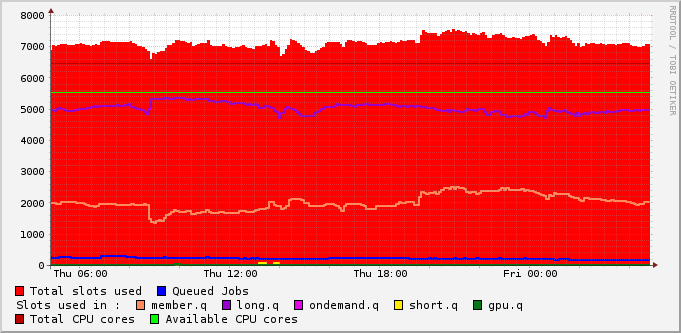 8000
7000
6000
5000
4000
3000
2000
1000
0
Thu 06:00 Thu 12:00 Thu 18:00 Fri 00:00
Total slots used Queued Jobs
Slots used in : member.q long.q ondemand.q short.q gpu.q
Total CPU cores Available CPU cores
RRDTOOL / TOBI OETIKER